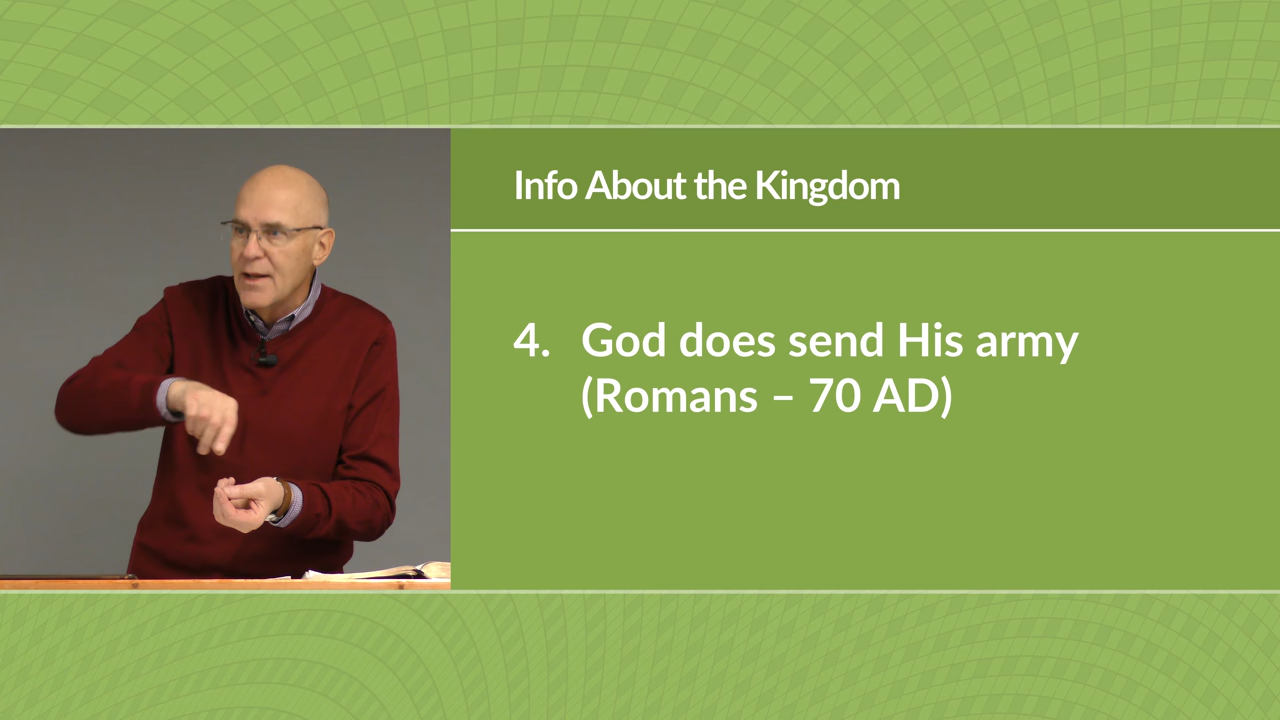 Info About the Kingdom
4. God does send His army
(Romans – 70 AD)